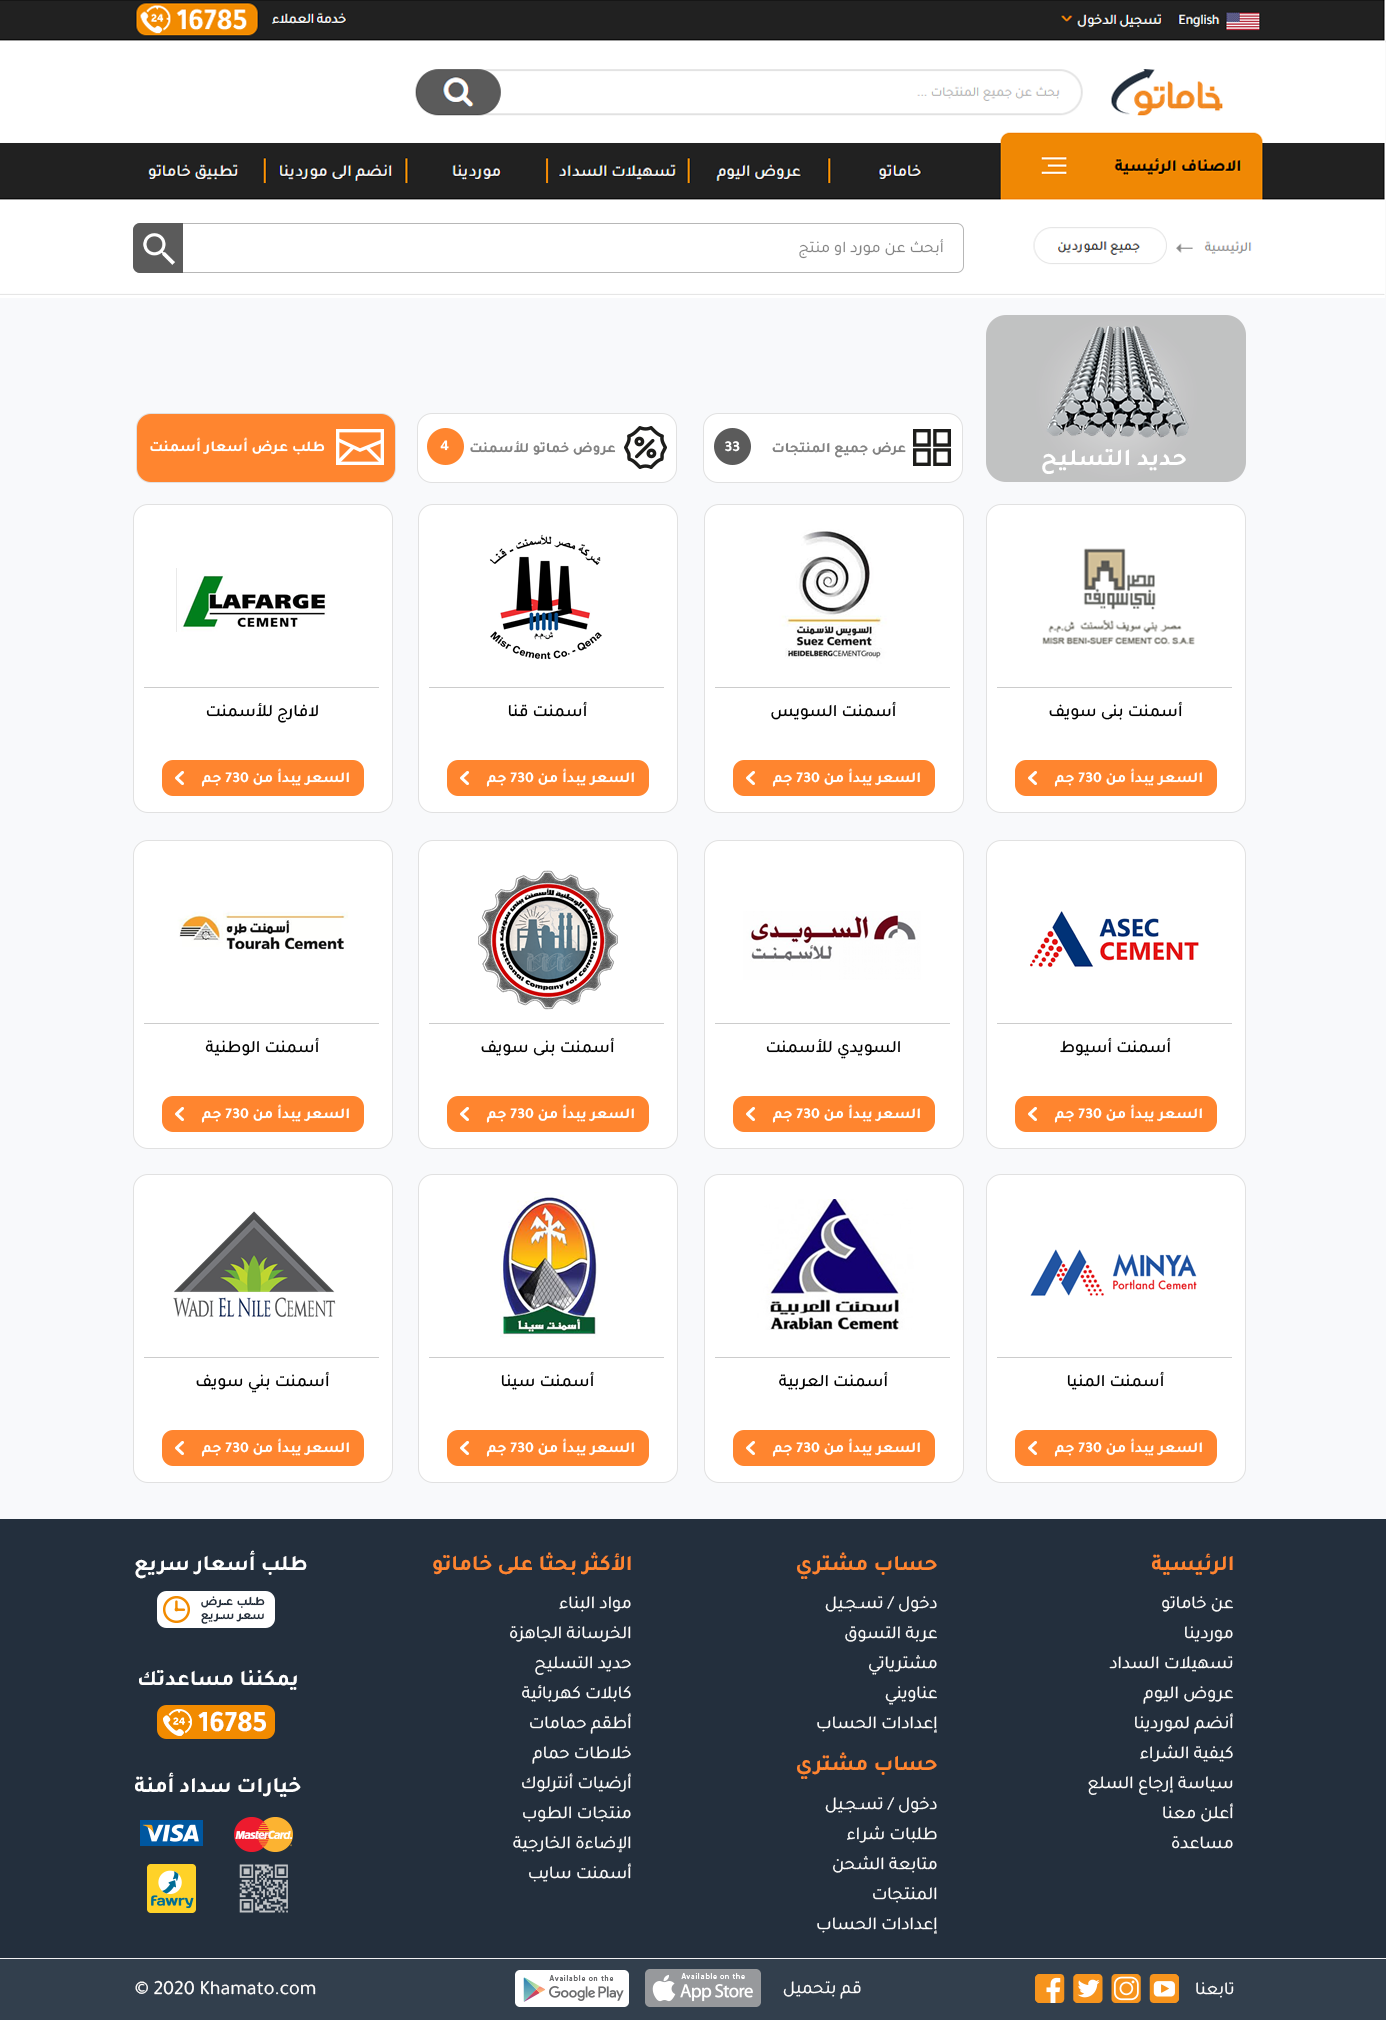 English
تسجيل الدخول
خدمة العملاء
16785
24
خاماتو
بحث عن جميع المنتجات ...
الاصناف الرئيسية
خاماتو
عروض اليوم
تسهيلات السداد
موردينا
انضم الى موردينا
تطبيق خاماتو
الرئيسية
جميع الموردين
أبحث عن مورد او منتج
حديد التسليح
عرض جميع المنتجات
33
عروض خماتو للأسمنت
4
طلب عرض أسعار أسمنت
مصر
بني سويف
مصر بني سويف للأسمنت ش.م.م
MISR BENI-SUEF CEMENT CO. S.A.E
أسمنت بنى سويف
السعر يبدأ من 730 جم
السويس للأسمنت
Suez Cement
HEIDELBERGCEMENTGroup
أسمنت السويس
السعر يبدأ من 730 جم
شركة مصر للأسمنت - قنا
ش.م.م
Misr Cement Co. - Qena
أسمنت قنا
السعر يبدأ من 730 جم
LAFARGE
CEMENT
لافارج للأسمنت
السعر يبدأ من 730 جم
ASEC
CEMENT
أسمنت أسيوط
السعر يبدأ من 730 جم
السويدى
للأسمنت
السويدي للأسمنت
السعر يبدأ من 730 جم
الشركة الوطنية للأسمنت بنى سويف
National Company for cement
أسمنت بنى سويف
السعر يبدأ من 730 جم
أسمنت طره
Tourah Cement
أسمنت الوطنية
السعر يبدأ من 730 جم
MINYA
Portland Cement
أسمنت المنيا
السعر يبدأ من 730 جم
اسمنت العربية
Arabian Cement
أسمنت العربية
السعر يبدأ من 730 جم
أسمنت سينا
أسمنت سينا
السعر يبدأ من 730 جم
WADI EL NILE CEMENT
أسمنت بني سويف
السعر يبدأ من 730 جم
الرئيسية
عن خاماتو
موردينا
تسهيلات السداد
عروض اليوم
أنضم لموردينا
كيفية الشراء
سياسة إرجاع السلع
أعلن معنا
مساعدة
حساب مشتري
دخول / تسجيل
عربة التسوق
مشترياتي
عناويني
إعدادات الحساب
حساب مشتري
دخول / تسجيل
طلبات شراء
متابعة الشحن
المنتجات
إعدادات الحساب
الأكثر بحثا على خاماتو
مواد البناء
الخرسانة الجاهزة
حديد التسليح
كابلات كهربائية
أطقم حمامات
خلاطات حمام
أرضيات أنترلوك
منتجات الطوب
الإضاءة الخارجية
أسمنت سايب
طلب أسعار سريع
طلب عرض
سعر سريع
يمكننا مساعدتك
16785
24
خيارات سداد أمنة
VISA
MasterCard
fawry
تابعنا
قم بتحميل
Available on the
App Store
Available on the
Google Play
© 2020 Khamato.com